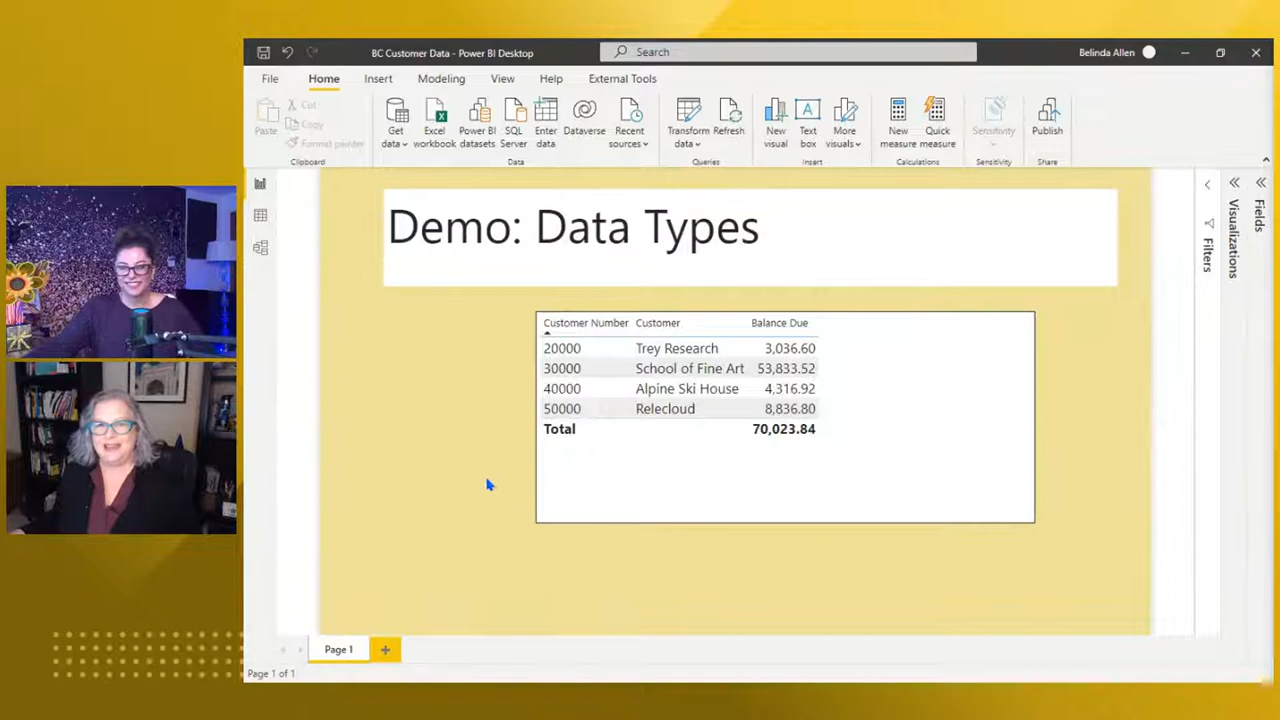 BC Customer Data - Power BI Desktop
Search
Belinda Allen
File Home Insert Modeling View Help External Tools
Paste
Cut
Copy
Format painter
Get data
Excel workbook
Power BI datasets
SQL Server
Enter data
Dataverse
Recent sources
Transform data
Refresh
New visual
Text box
More visuals
New measure
Quick measure
Sensitivity
Publish
Clipboard Data Queries Insert Calculations Sensitivity Share
Demo: Data Types
Customer Number Customer Balance Due
20000 Trey Research 3,036.60
30000 School of Fine Art 53,833.52
40000 Alpine Ski House 4,316.92
50000 Relecloud 8,836.80
Total 70,023.84
Filters
Visualizations
Fields
Page 1
Page 1 of 1